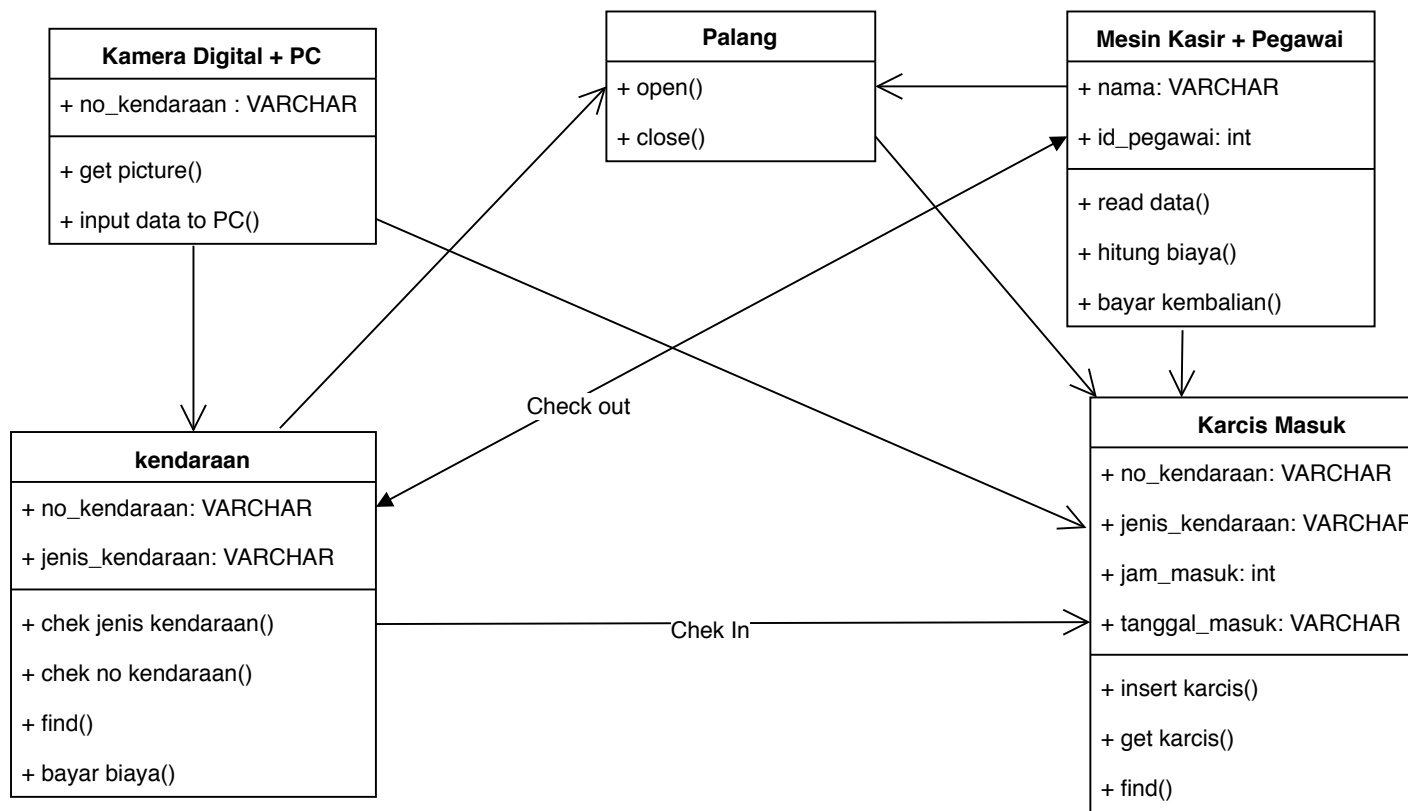 Kamera Digital + PC
+ no_kendaraan : VARCHAR
+ get picture()
+ input data to PC()
Palang
+ open()
+ close()
Mesin Kasir + Pegawai
+ nama: VARCHAR
+ id_pegawai: int
+ read data()
+ hitung biaya()
+ bayar kembalian()
Check out
kendaraan
+ no_kendaraan: VARCHAR
+ jenis_kendaraan: VARCHAR
+ chek jenis kendaraan()
+ chek no kendaraan()
+ find()
+ bayar biaya()
Chek In
Karcis Masuk
+ no_kendaraan: VARCHAR
+ jenis_kendaraan: VARCHAR
+ jam_masuk: int
+ tanggal_masuk: VARCHAR
+ insert karcis()
+ get karcis()
+ find()